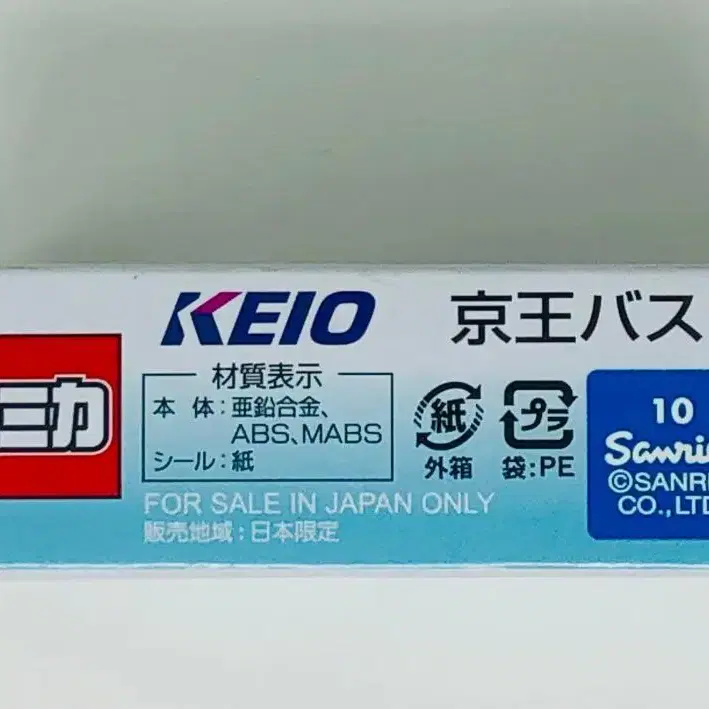 KEIO 京王バス
ニカ
材質表示
本体:亜鉛合金、
ABS、MABS
シール:紙
紙
外箱
プラ
袋:PE
FOR SALE IN JAPAN ONLY
販売地域:日本限定
10
©
CO.,